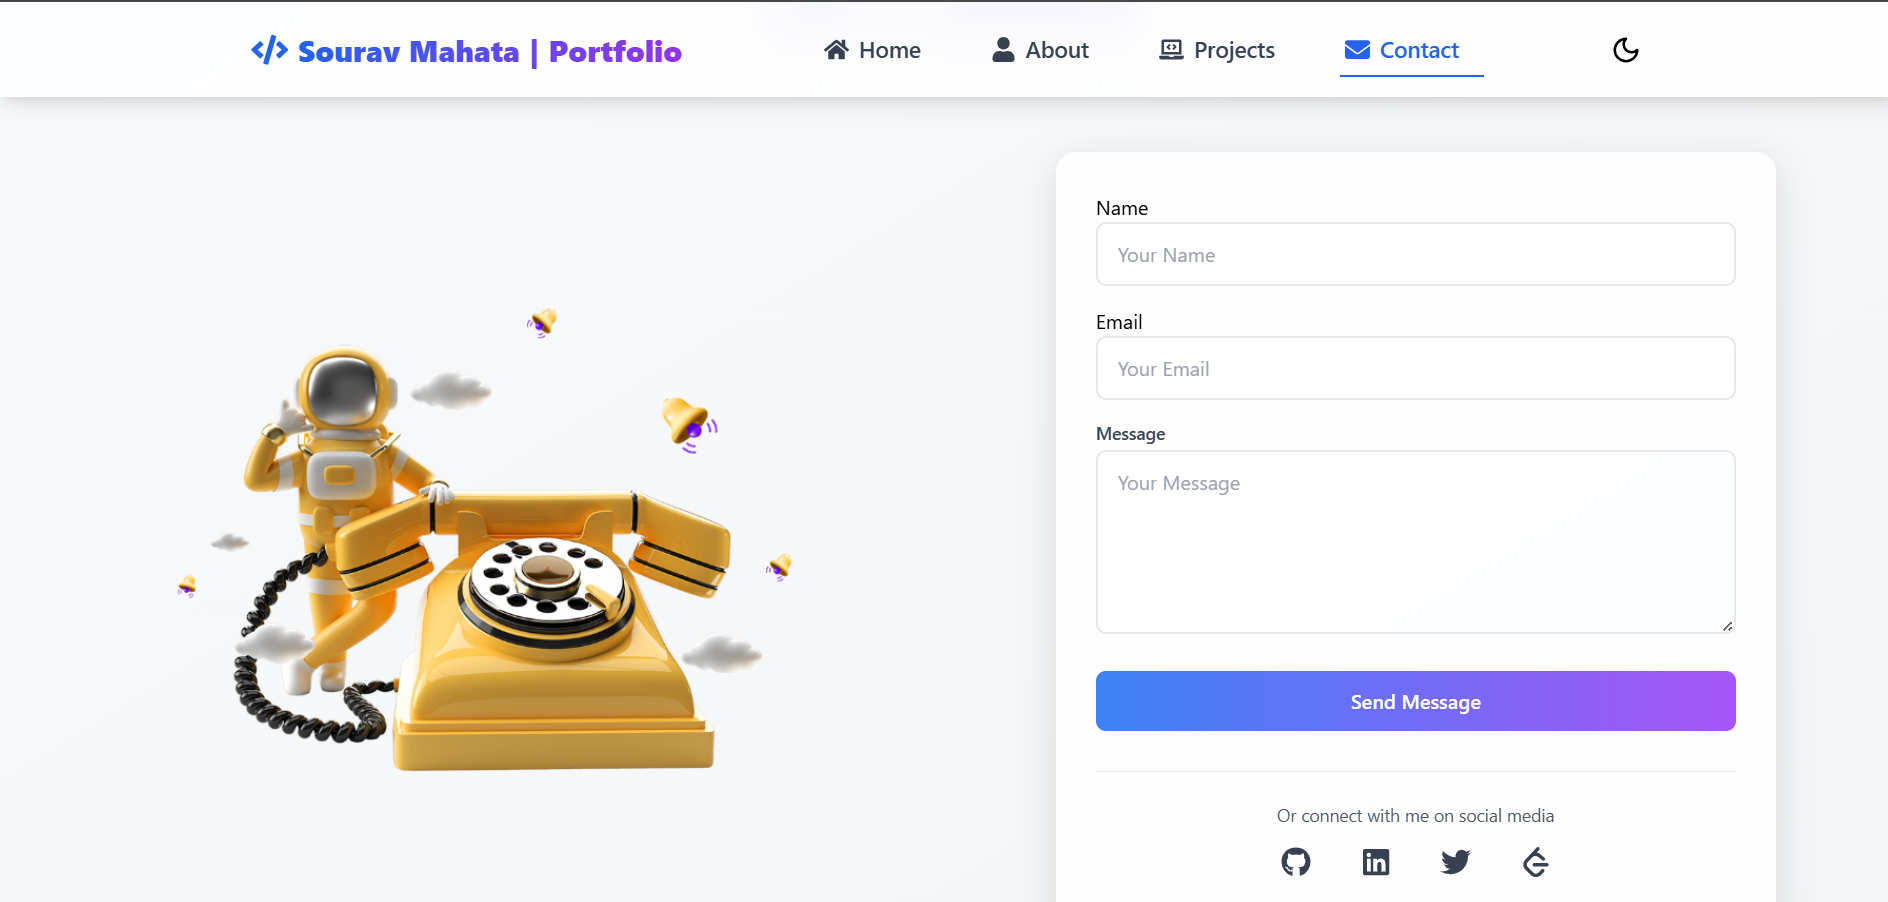 </> Sourav Mahata | Portfolio
Home
About
Projects
Contact
Name
Your Name
Email
Your Email
Message
Your Message
Send Message
Or connect with me on social media
in